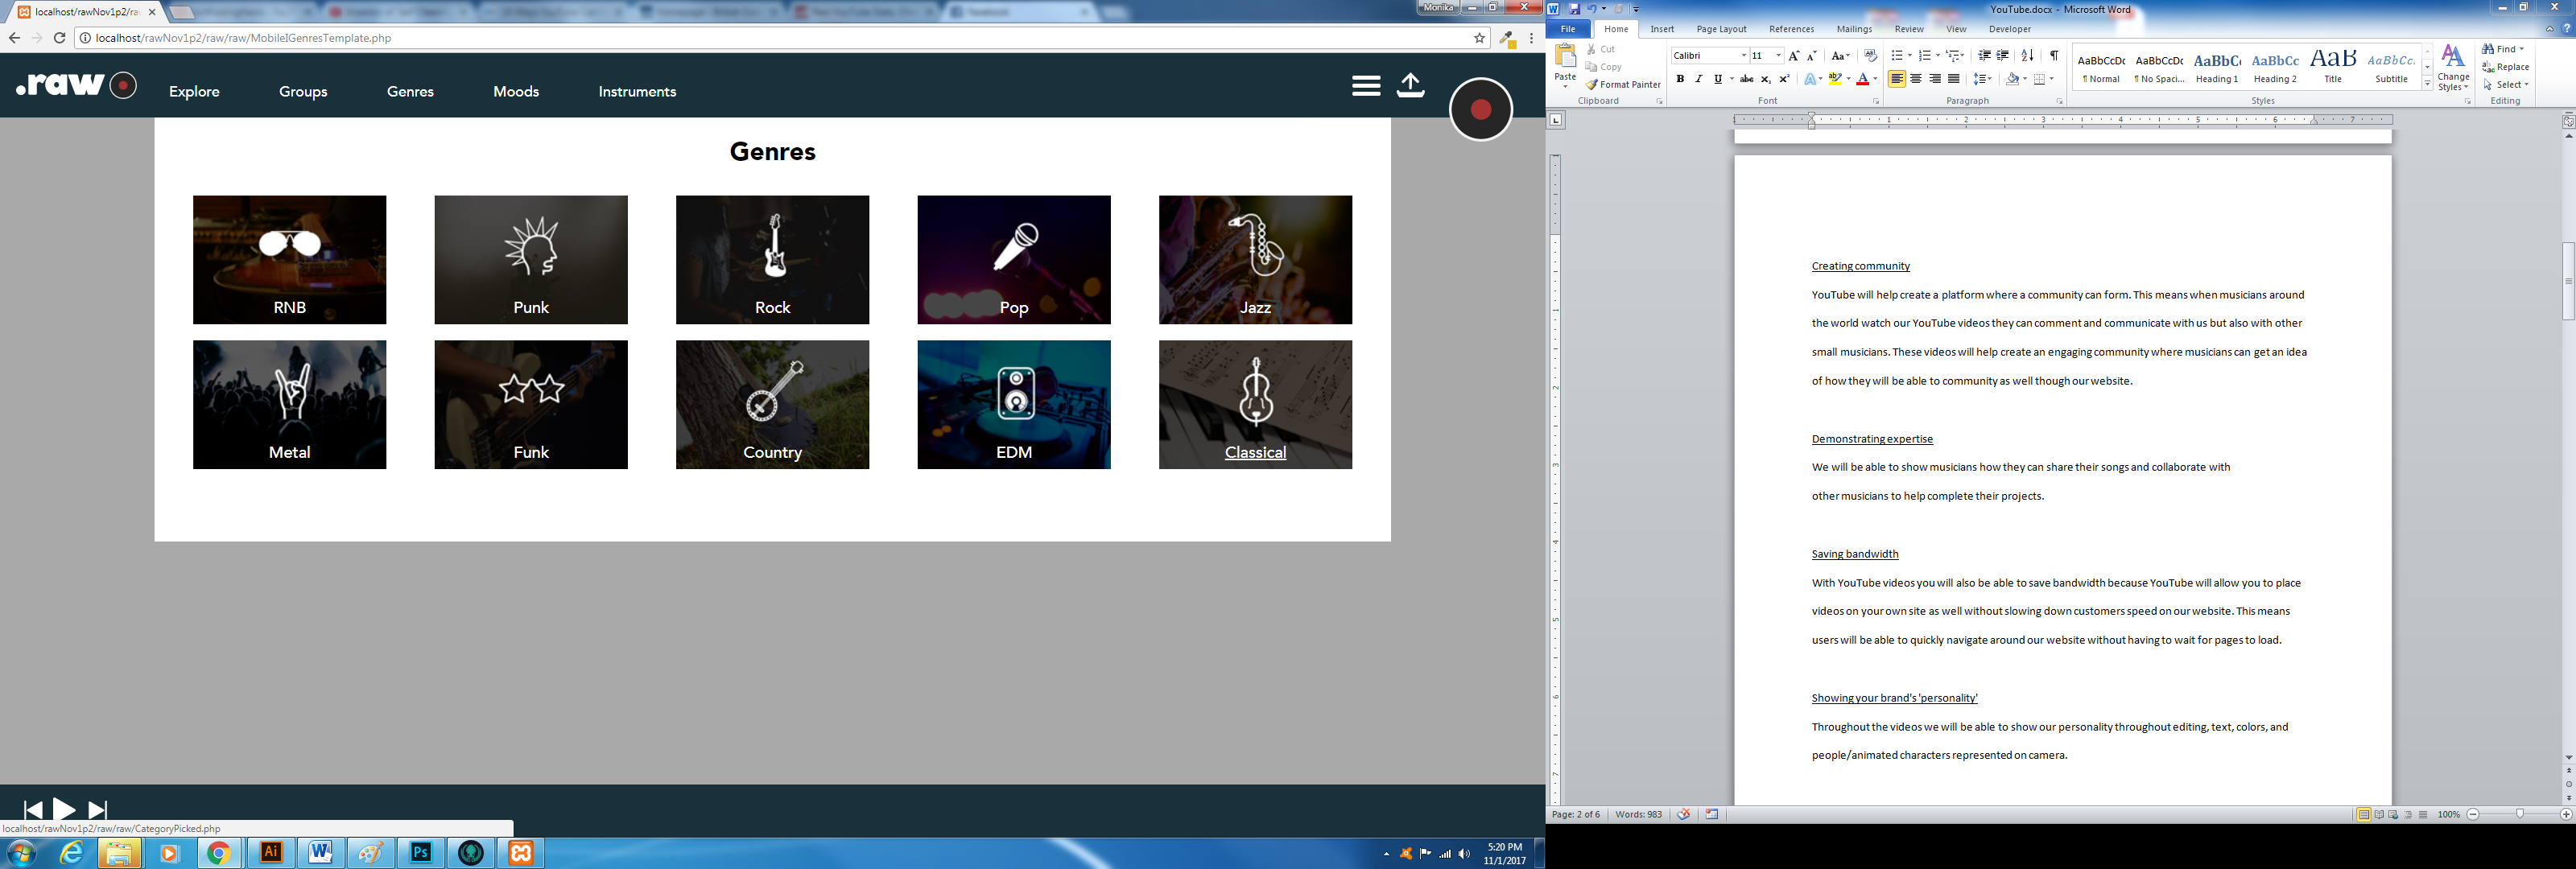 localhost/rawNov1p2/ra
Monika
localhost/rawNov1p2/raw/raw/MobileIGenresTemplate.php
.raw
Explore
Groups
Genres
Moods
Instruments
Genres
RNB
Punk
Rock
Pop
Jazz
Metal
Funk
Country
EDM
Classical
localhost/rawNov1p2/raw/raw/CategoryPicked.php
Ai
Ps
5:20 PM
11/1/2017
YouTube.docx - Microsoft Word
File
Home
Insert
Page Layout
References
Mailings
Review
View
Developer
Paste
Cut
Copy
Format Painter
Clipboard
Calibri
11
Font
Paragraph
AaBbCcDc
¶ Normal
AaBbCcDc
¶ No Spaci...
AaBbC
Heading 1
AaBbCc
Heading 2
AaB
Title
AaBbCc.
Subtitle
Change
Styles
Styles
Find
Replace
Select
Editing
Creating community
YouTube will help create a platform where a community can form. This means when musicians around
the world watch our YouTube videos they can comment and communicate with us but also with other
small musicians. These videos will help create an engaging community where musicians can get an idea
of how they will be able to community as well though our website.
Demonstrating expertise
We will be able to show musicians how they can share their songs and collaborate with
other musicians to help complete their projects.
Saving bandwidth
With YouTube videos you will also be able to save bandwidth because YouTube will allow you to place
videos on your own site as well without slowing down customers speed on our website. This means
users will be able to quickly navigate around our website without having to wait for pages to load.
Showing your brand's 'personality'
Throughout the videos we will be able to show our personality throughout editing, text, colors, and
people/animated characters represented on camera.
Page: 2 of 6
Words: 983
100%